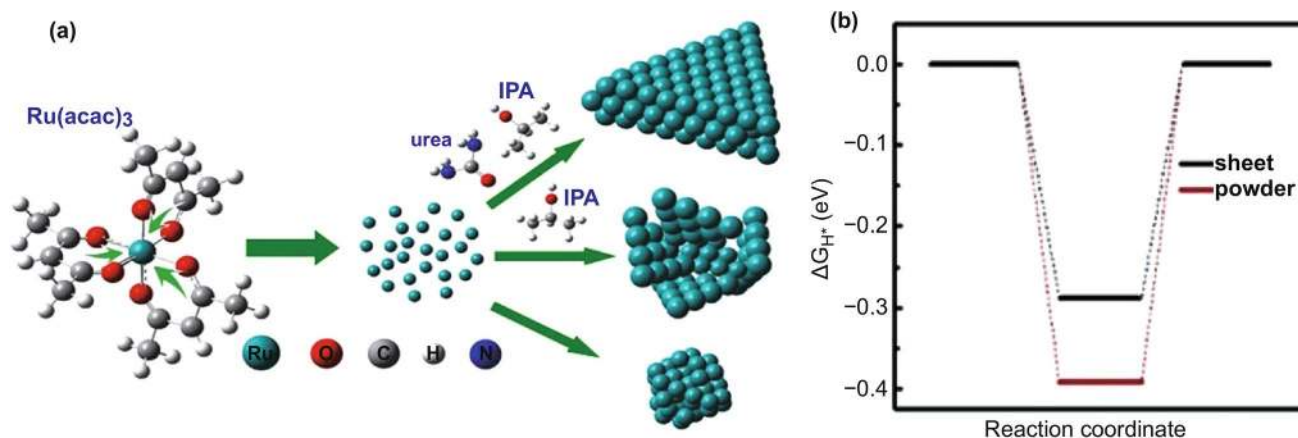 (a)
Ru(acac)3
urea
IPA
IPA
Ru O C H N
(b)
0.0
−0.1
−0.2
−0.3
−0.4
ΔGH* (eV)
sheet
powder
Reaction coordinate